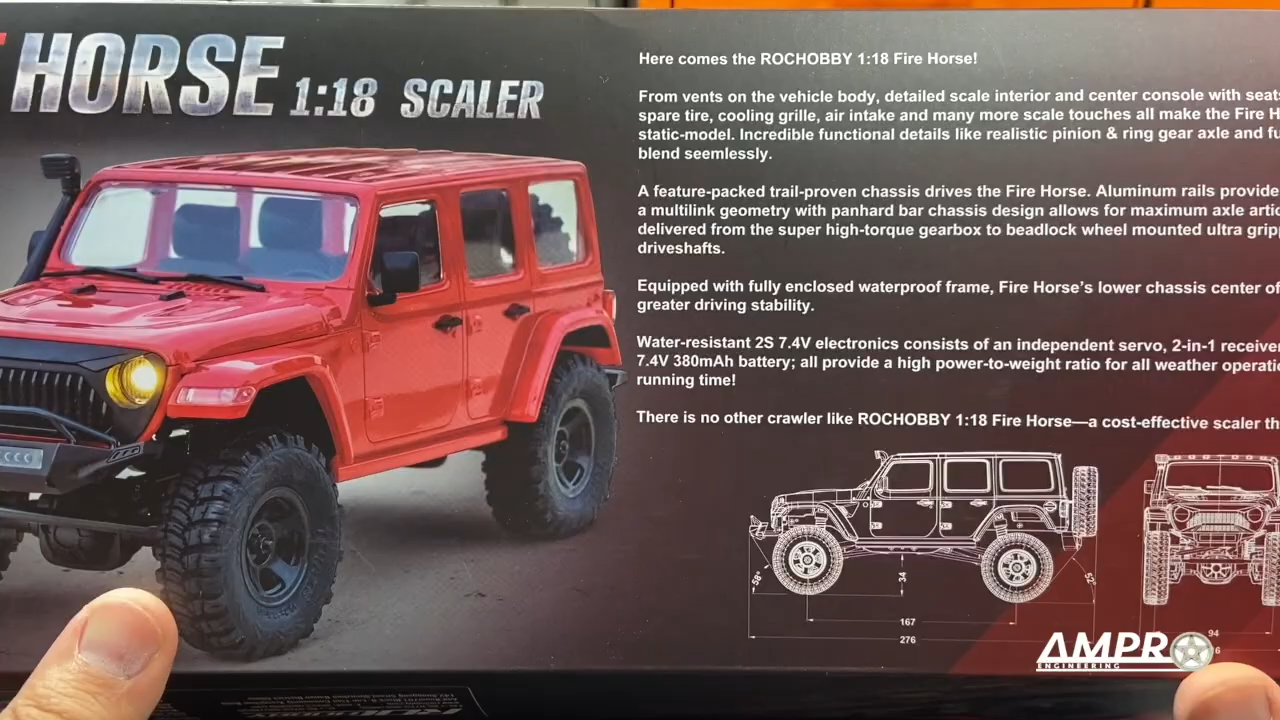 HORSE 1:18 SCALER
Here comes the ROCHOBBY 1:18 Fire Horse!
From vents on the vehicle body, detailed scale interior and center console with seats
spare tire, cooling grille, air intake and many more scale touches all make the Fire H
static-model. Incredible functional details like realistic pinion & ring gear axle and fu
blend seemlessly.
A feature-packed trail-proven chassis drives the Fire Horse. Aluminum rails provide
a multilink geometry with panhard bar chassis design allows for maximum axle artic
delivered from the super high-torque gearbox to beadlock wheel mounted ultra gripp
driveshafts.
Equipped with fully enclosed waterproof frame, Fire Horse's lower chassis center of
greater driving stability.
Water-resistant 2S 7.4V electronics consists of an independent servo, 2-in-1 receiver
7.4V 380mAh battery; all provide a high power-to-weight ratio for all weather operatio
running time!
There is no other crawler like ROCHOBBY 1:18 Fire Horse—a cost-effective scaler th
58°
34
52°
167
276
94
6
AMPRO
ENGINEERING